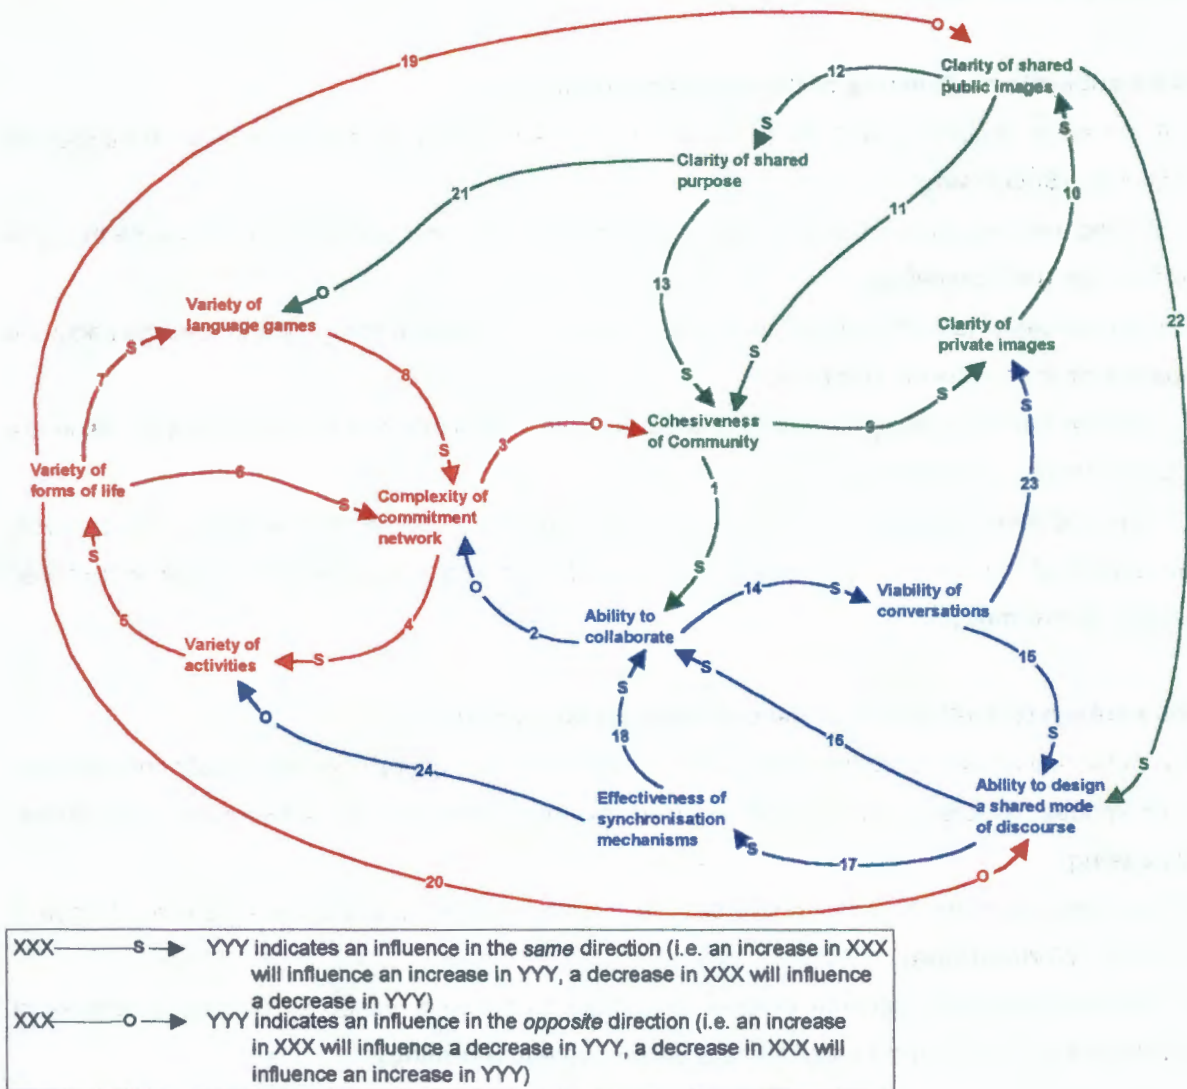 19
O
12
Clarity of shared
public images
S
S
Clarity of shared
purpose
21
10
11
13
22
O
Variety of
language games
Clarity of
private images
S
7
8
S
S
S
S
Cohesiveness
of Community
9
O
3
S
Variety of
forms of life
6
S
Complexity of
commitment
network
1
23
S
S
O
14
S
Viability of
conversations
Ability to
collaborate
2
5
4
Variety of
activities
S
S
15
S
O
18
16
S
S
24
Effectiveness of
synchronisation
mechanisms
Ability to design
a shared mode
of discourse
S
17
20
O
XXX S YYY indicates an influence in the same direction (i.e. an increase in XXX
will influence an increase in YYY, a decrease in XXX will influence
a decrease in YYY)
XXX O YYY indicates an influence in the opposite direction (i.e. an increase
in XXX will influence a decrease in YYY, a decrease in XXX will
influence an increase in YYY)